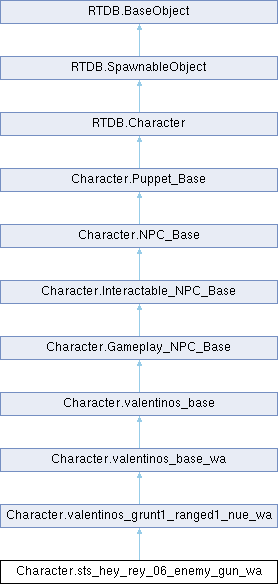 RTDB.BaseObject
RTDB.SpawnableObject
RTDB.Character
Character.Puppet_Base
Character.NPC_Base
Character.Interactable_NPC_Base
Character.Gameplay_NPC_Base
Character.valentinos_base
Character.valentinos_base_wa
Character.valentinos_grunt1_ranged1_nue_wa
Character.sts_hey_rey_06_enemy_gun_wa